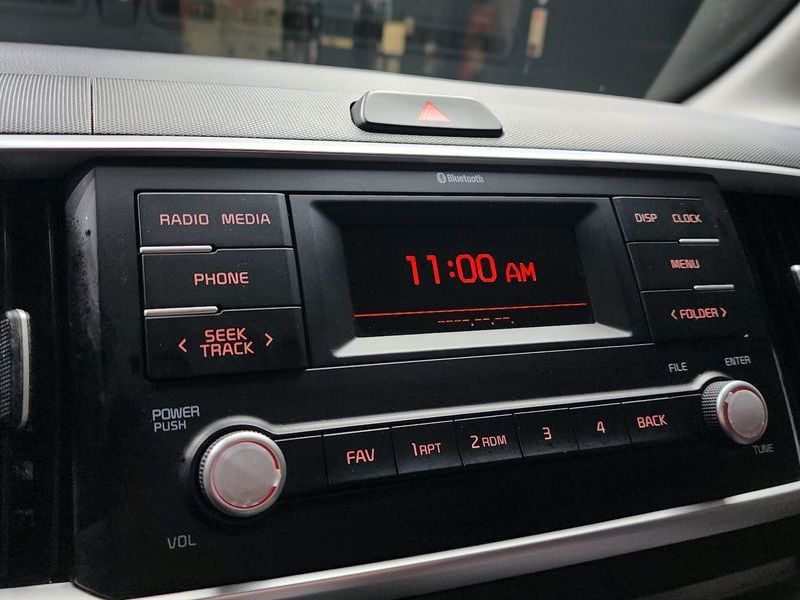 Bluetooth
RADIO MEDIA
DISP CLOCK
11:00 AM
PHONE
MENU
< SEEK TRACK >
< FOLDER >
----.--.--.
FILE
ENTER
POWER
PUSH
FAV
1 RPT
2 RDM
3
4
BACK
TUNE
VOL